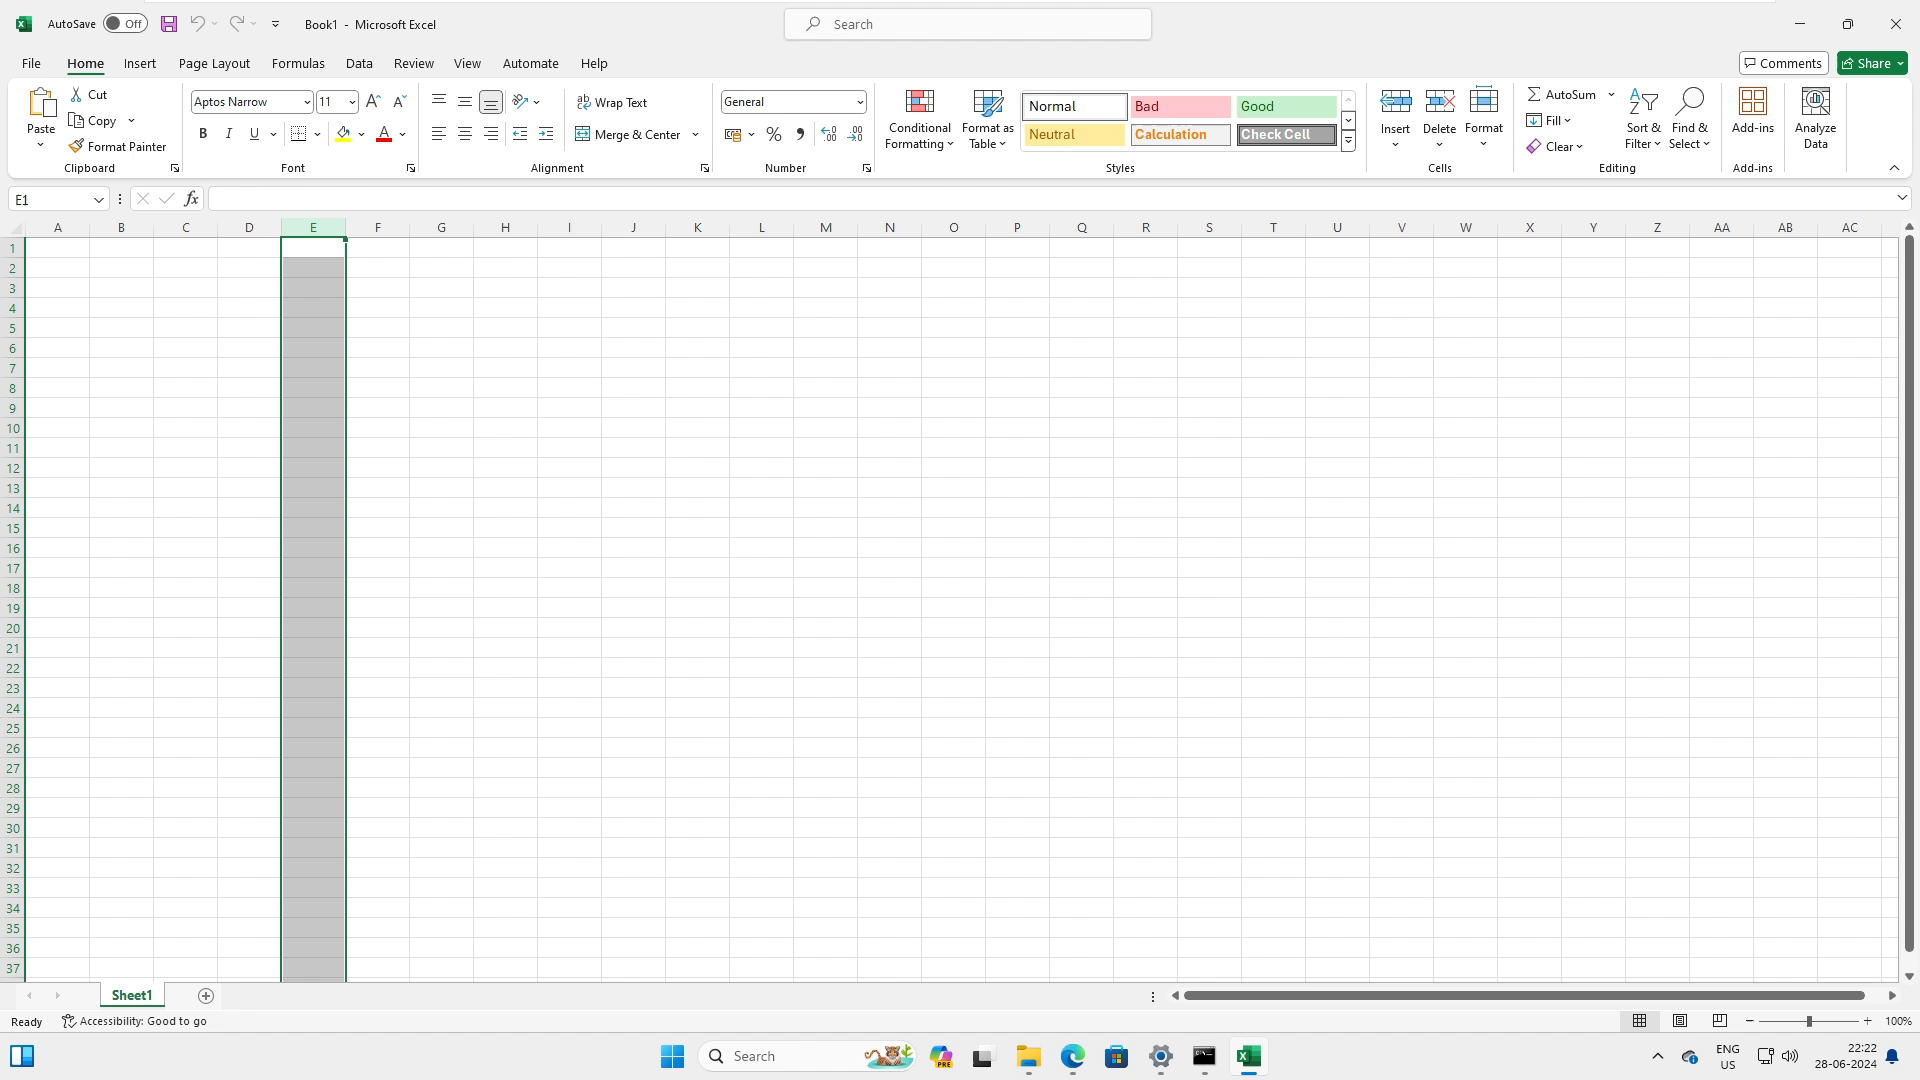 AutoSave Off Book1 - Microsoft Excel Search
File Home Insert Page Layout Formulas Data Review View Automate Help Comments Share
Paste Cut Copy Format Painter Clipboard
Aptos Narrow 11 B I U A Font
Wrap Text Merge & Center Alignment
General % Number
Conditional Formatting Format as Table Normal Bad Good Neutral Calculation Check Cell Styles
Insert Delete Format Cells
AutoSum Fill Clear Sort & Filter Find & Select Editing
Add-ins Add-ins
Analyze Data
E1 fx
A B C D E F G H I J K L M N O P Q R S T U V W X Y Z AA AB AC
1
2
3
4
5
6
7
8
9
10
11
12
13
14
15
16
17
18
19
20
21
22
23
24
25
26
27
28
29
30
31
32
33
34
35
36
37
Sheet1
Ready Accessibility: Good to go 100%
Search PRE ENG US 22:22 28-06-2024